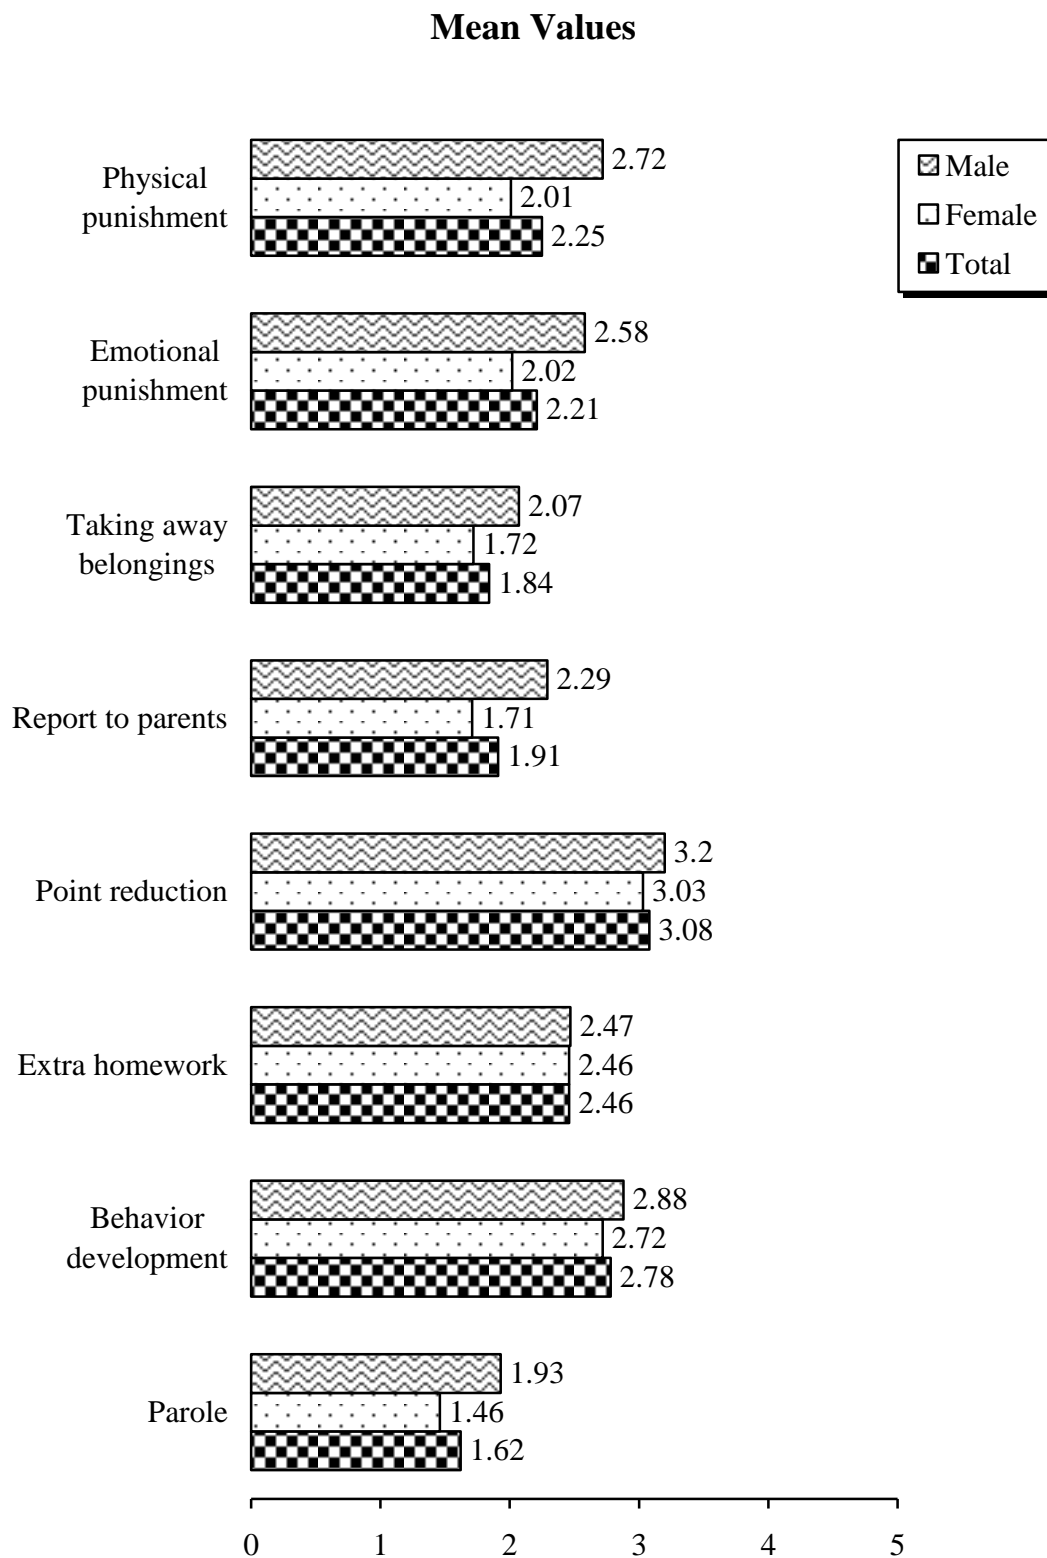 Mean Values
Physical
punishment
2.72
2.01
2.25
Male
Female
Total
Emotional
punishment
2.58
2.02
2.21
Taking away
belongings
2.07
1.72
1.84
Report to parents
2.29
1.71
1.91
Point reduction
3.2
3.03
3.08
Extra homework
2.47
2.46
2.46
Behavior
development
2.88
2.72
2.78
Parole
1.93
1.46
1.62
0 1 2 3 4 5